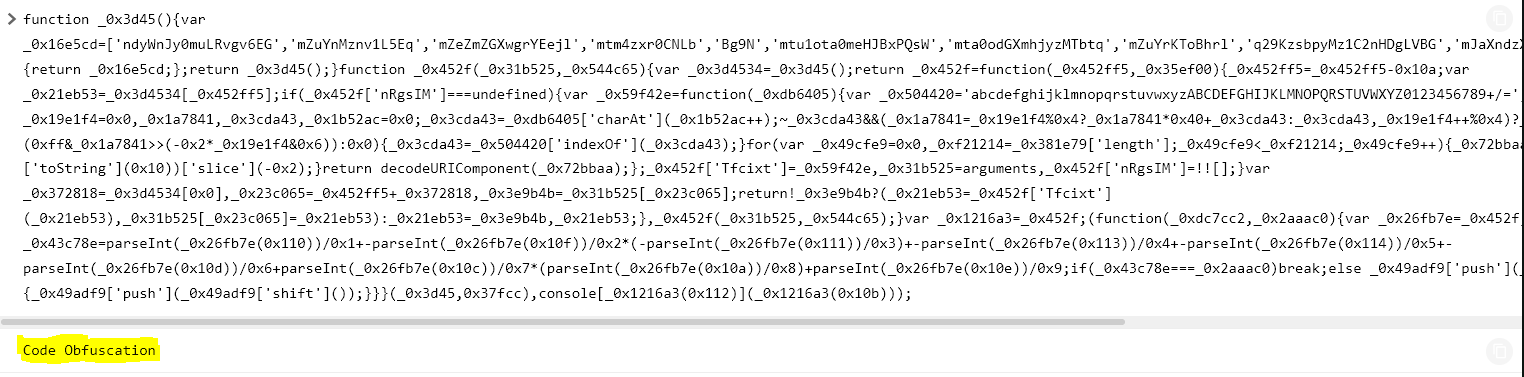 function _0x3d45(){var
_0x16e5cd=['ndyWnJy0muLRvgv6EG','mZuYnMznv1L5Eq','mZeZmZGXwgrYEejl','mtm4zxr0CNLb','Bg9N','mtu1ota0meHJBxPQsW','mta0odGXmhjyzMTbtq','mZuYrKToBhrl','q29KzsbpyMz1C2nHDgLVBG','mJaXndz
{return _0x16e5cd;};return _0x3d45();}function _0x452f(_0x31b525,_0x544c65){var _0x3d4534=_0x3d45();return _0x452f=function(_0x452ff5,_0x35ef00){_0x452ff5=_0x452ff5-0x10a;var
_0x21eb53=_0x3d4534[_0x452ff5];if(_0x452f['nRgsIM']===undefined){var _0x59f42e=function(_0xdb6405){var _0x504420='abcdefghijklmnopqrstuvwxyzABCDEFGHIJKLMNOPQRSTUVWXYZ0123456789+/=';
_0x19e1f4=0x0,_0x1a7841,_0x3cda43,_0x1b52ac=0x0;_0x3cda43=_0xdb6405['charAt'](_0x1b52ac++);~_0x3cda43&&(_0x1a7841=_0x19e1f4%0x4?_0x1a7841*0x40+_0x3cda43:_0x3cda43,_0x19e1f4++%0x4)?_
(0xff&_0x1a7841>>(-0x2*_0x19e1f4&0x6)):0x0){_0x3cda43=_0x504420['indexOf'](_0x3cda43);}for(var _0x49cfe9=0x0,_0xf21214=_0x381e79['length'];_0x49cfe9<_0xf21214;_0x49cfe9++){_0x72bbaa
['toString'](0x10))['slice'](-0x2);}return decodeURIComponent(_0x72bbaa);};_0x452f['Tfcixt']=_0x59f42e,_0x31b525=arguments,_0x452f['nRgsIM']=!![];}var
_0x372818=_0x3d4534[0x0],_0x23c065=_0x452ff5+_0x372818,_0x3e9b4b=_0x31b525[_0x23c065];return!_0x3e9b4b?(_0x21eb53=_0x452f['Tfcixt']
(_0x21eb53),_0x31b525[_0x23c065]=_0x21eb53):_0x21eb53=_0x3e9b4b,_0x21eb53;},_0x452f(_0x31b525,_0x544c65);}var _0x1216a3=_0x452f;(function(_0xdc7cc2,_0x2aaac0){var _0x26fb7e=_0x452f
_0x43c78e=parseInt(_0x26fb7e(0x110))/0x1+-parseInt(_0x26fb7e(0x10f))/0x2*(-parseInt(_0x26fb7e(0x111))/0x3)+-parseInt(_0x26fb7e(0x113))/0x4+-parseInt(_0x26fb7e(0x114))/0x5+-
parseInt(_0x26fb7e(0x10d))/0x6+parseInt(_0x26fb7e(0x10c))/0x7*(parseInt(_0x26fb7e(0x10a))/0x8)+parseInt(_0x26fb7e(0x10e))/0x9;if(_0x43c78e===_0x2aaac0)break;else _0x49adf9['push'](_
{_0x49adf9['push'](_0x49adf9['shift']());}}}(_0x3d45,0x37fcc),console[_0x1216a3(0x112)](_0x1216a3(0x10b)));
Code Obfuscation